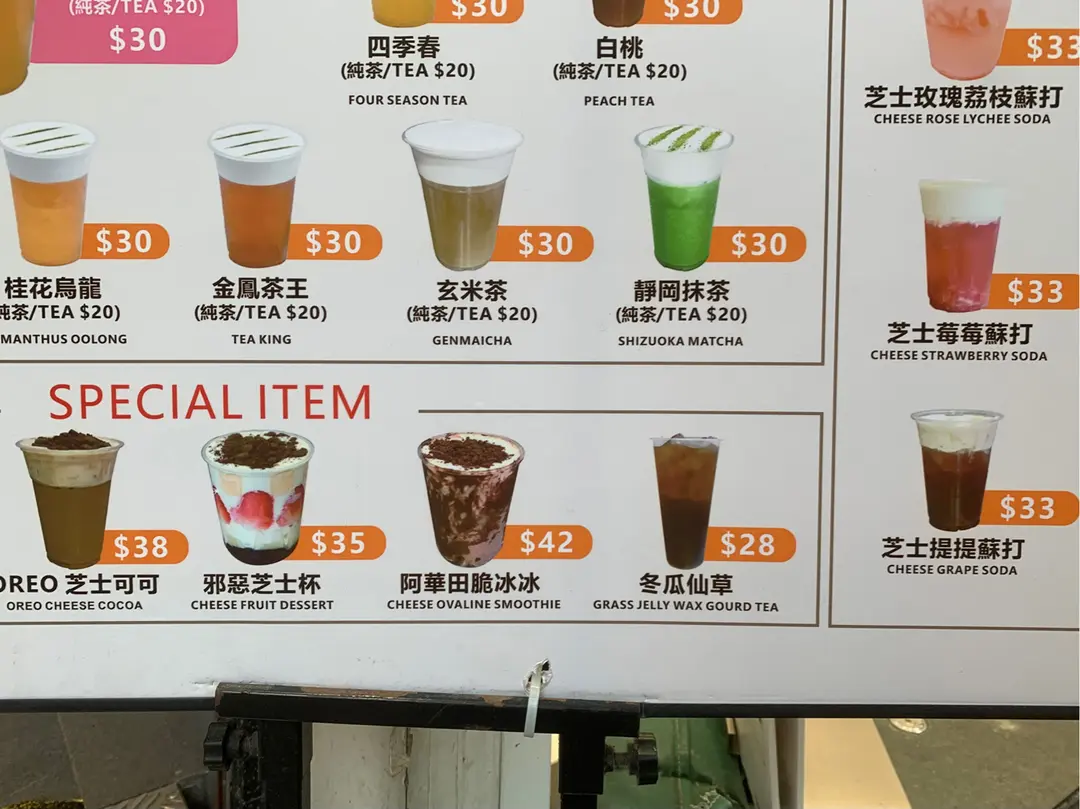 (純茶/TEA $20)
$30
$30
四季春
(純茶/TEA $20)
FOUR SEASON TEA
$30
白桃
(純茶/TEA $20)
PEACH TEA
$30
桂花烏龍
純茶/TEA $20)
MANTHUS OOLONG
$30
金鳳茶王
(純茶/TEA $20)
TEA KING
$30
玄米茶
(純茶/TEA $20)
GENMAICHA
$30
靜岡抹茶
(純茶/TEA $20)
SHIZUOKA MATCHA
SPECIAL ITEM
$38
OREO 芝士可可
OREO CHEESE COCOA
$35
邪惡芝士杯
CHEESE FRUIT DESSERT
$42
阿華田脆冰冰
CHEESE OVALINE SMOOTHIE
$28
冬瓜仙草
GRASS JELLY WAX GOURD TEA
$33
芝士玫瑰荔枝蘇打
CHEESE ROSE LYCHEE SODA
$33
芝士莓莓蘇打
CHEESE STRAWBERRY SODA
$33
芝士提提蘇打
CHEESE GRAPE SODA